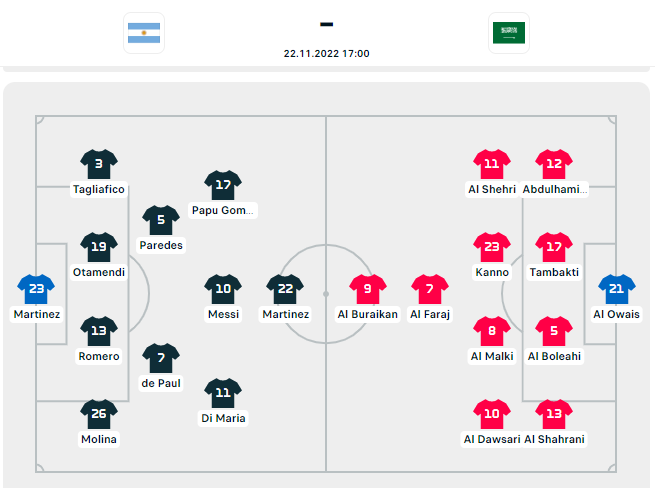 22.11.2022 17:00
3
Tagliafico
17
Papu Gom...
5
Paredes
19
Otamendi
23
Martinez
10
Messi
22
Martinez
13
Romero
7
de Paul
11
Di Maria
26
Molina
11
Al Shehri
12
Abdulhami...
23
Kanno
17
Tambakti
9
Al Buraikan
7
Al Faraj
21
Al Owais
8
Al Malki
5
Al Boleahi
10
Al Dawsari
13
Al Shahrani